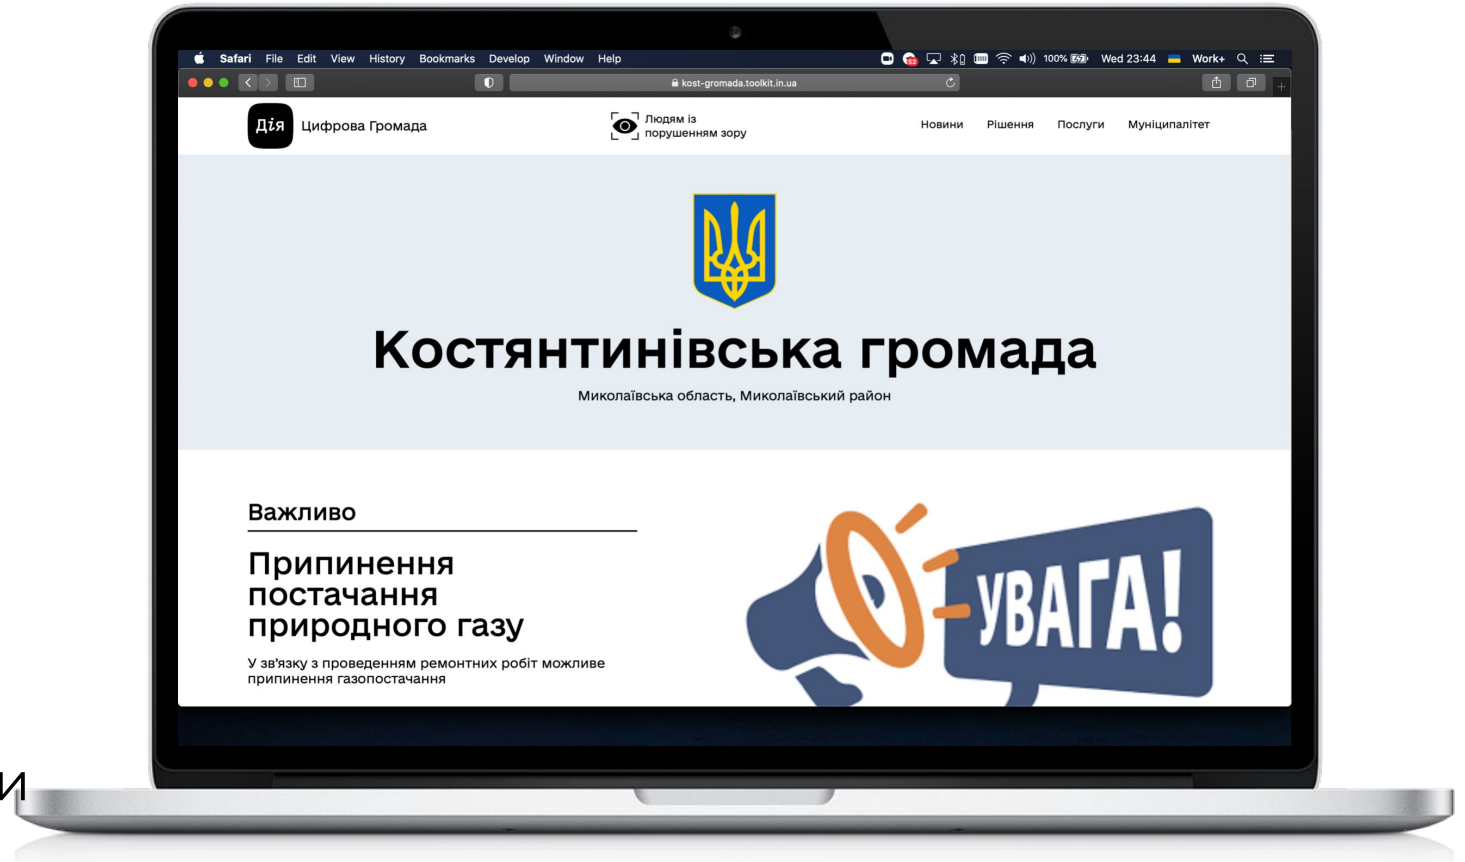 Safari File Edit View History Bookmarks Develop Window Help 100% Wed 23:44 Work+
kost-gromada.toolkit.in.ua
Дія Цифрова Громада
Людям із
порушенням зору
Новини Рішення Послуги Муніципалітет
Костянтинівська громада
Миколаївська область, Миколаївський район
Важливо
Припинення
постачання
природного газу
У зв'язку з проведенням ремонтних робіт можливе
припинення газопостачання
УВАГА!
и